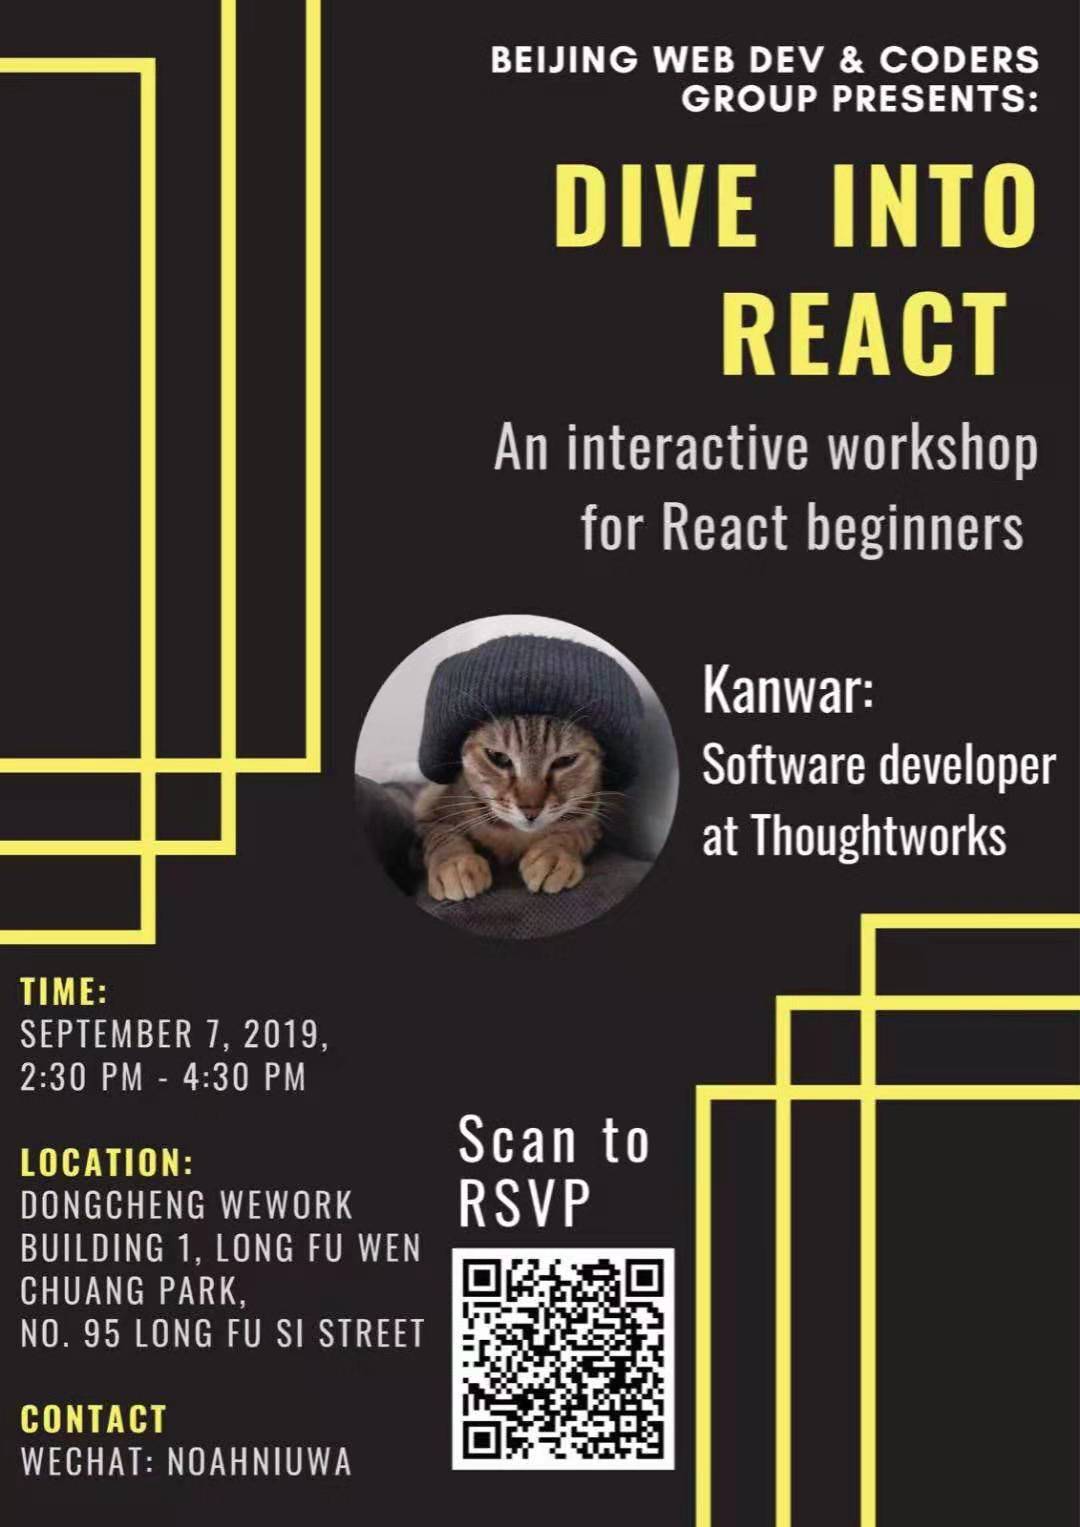 BEIJING WEB DEV & CODERS
GROUP PRESENTS:
DIVE INTO
REACT
An interactive workshop
for React beginners
Kanwar:
Software developer
at Thoughtworks
TIME:
SEPTEMBER 7, 2019,
2:30 PM - 4:30 PM
LOCATION:
DONGCHENG WEWORK
BUILDING 1, LONG FU WEN
CHUANG PARK,
NO. 95 LONG FU SI STREET
CONTACT
WECHAT: NOAHNIUWA
Scan to
RSVP